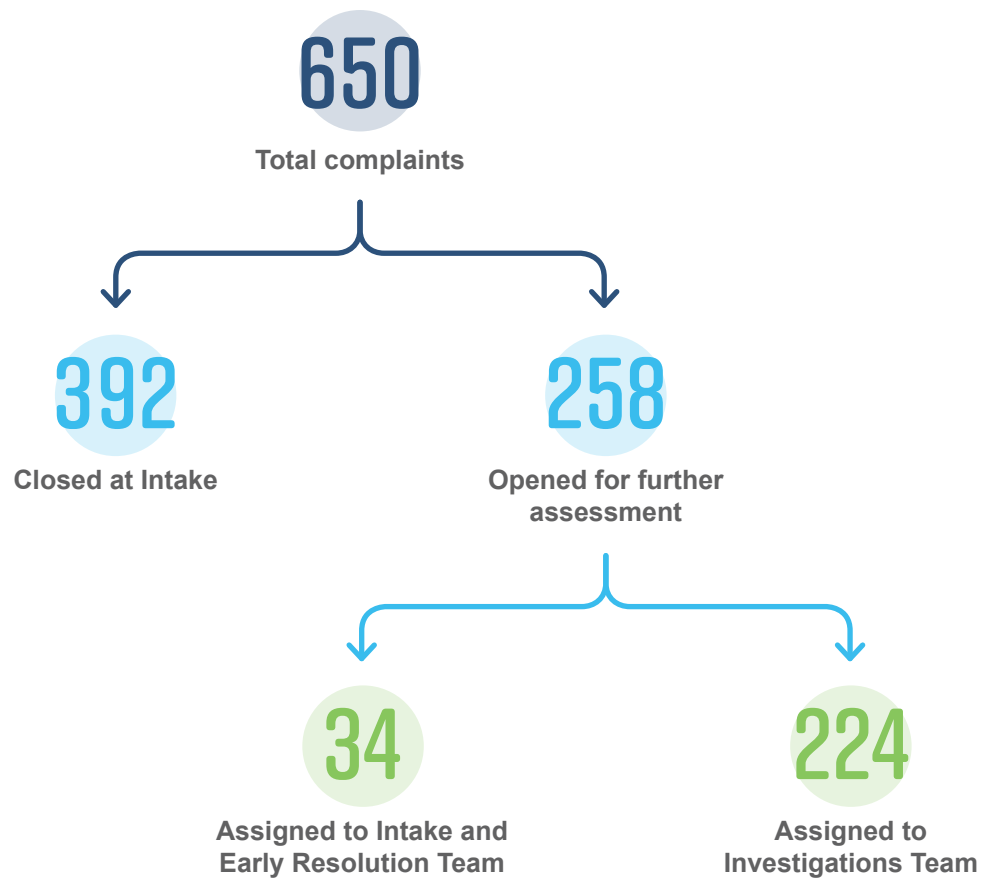 650
Total complaints
392
Closed at Intake
258
Opened for further
assessment
34
Assigned to Intake and
Early Resolution Team
224
Assigned to
Investigations Team